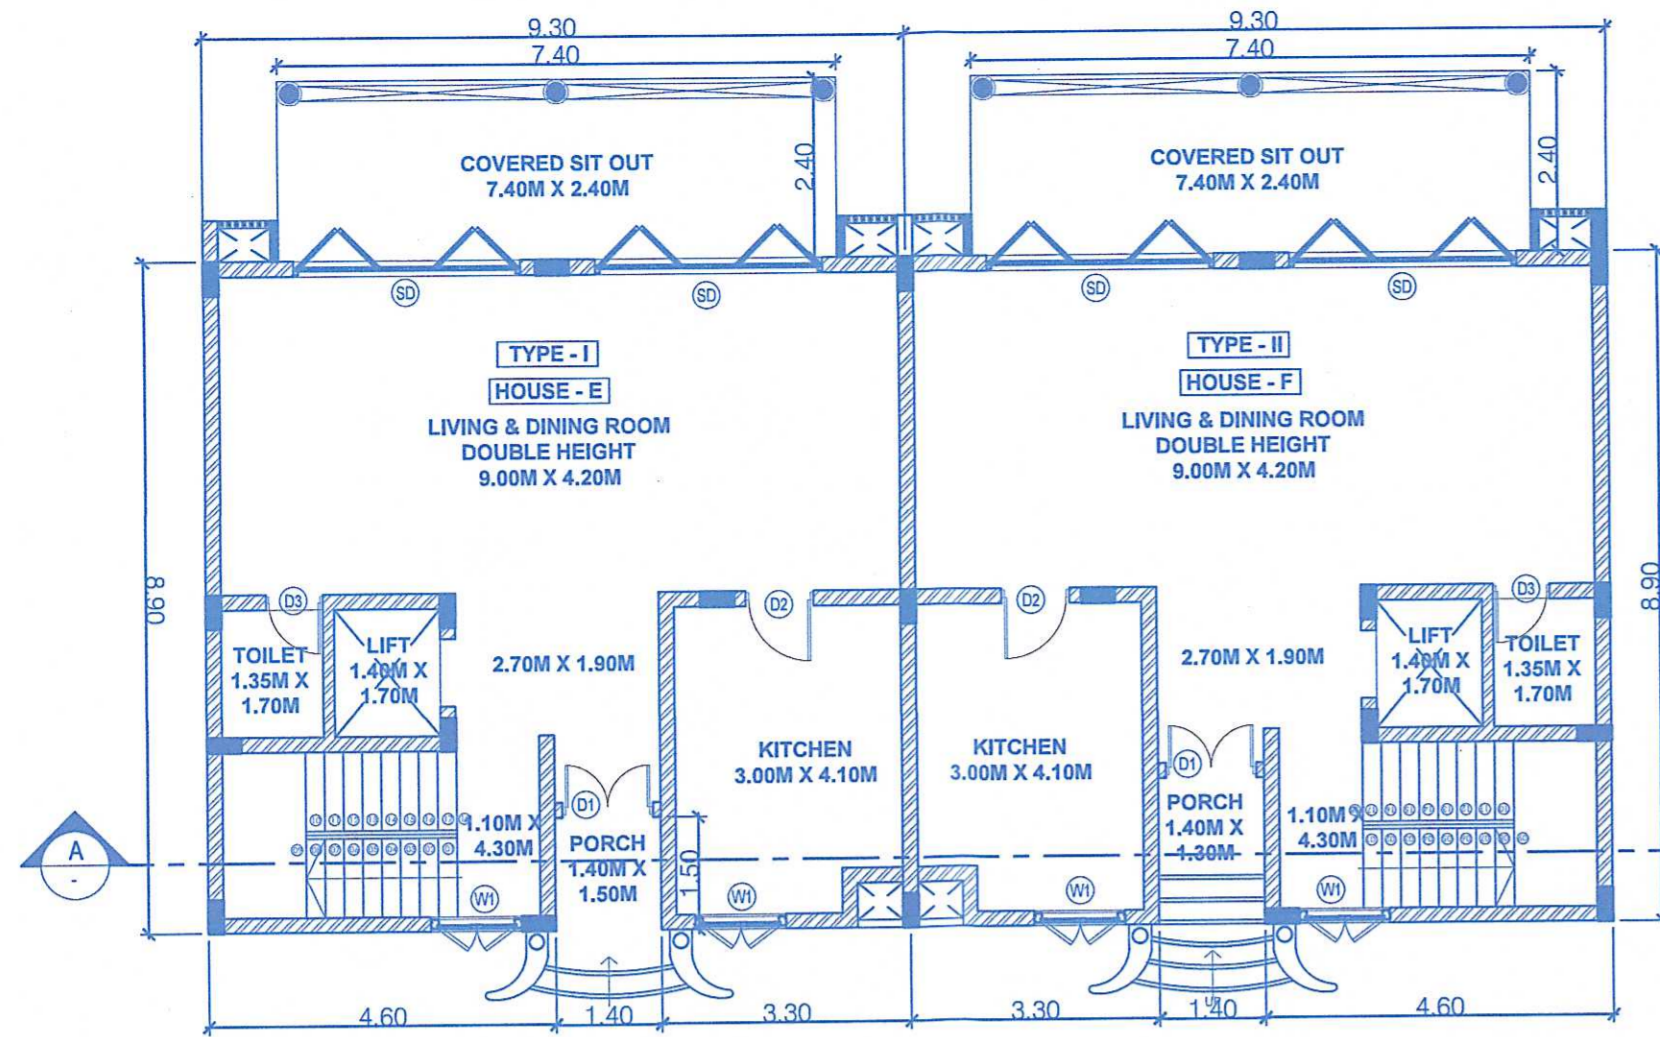 9.30
9.30
7.40
7.40
COVERED SIT OUT
7.40M X 2.40M
2.40
COVERED SIT OUT
7.40M X 2.40M
2.40
SD
SD
SD
SD
TYPE - I
HOUSE - E
LIVING & DINING ROOM
DOUBLE HEIGHT
9.00M X 4.20M
TYPE - II
HOUSE - F
LIVING & DINING ROOM
DOUBLE HEIGHT
9.00M X 4.20M
8.90
8.90
D3
D2
D2
D3
TOILET
1.35M X
1.70M
LIFT
1.40M X
1.70M
2.70M X 1.90M
2.70M X 1.90M
LIFT
1.40M X
1.70M
TOILET
1.35M X
1.70M
KITCHEN
3.00M X 4.10M
KITCHEN
3.00M X 4.10M
D1
D1
1.10M X
4.30M
PORCH
1.40M X
1.50M
1.50
PORCH
1.40M X
1.30M
1.10M X
4.30M
A
-
W1
W1
W1
W1
UP
4.60
1.40
3.30
3.30
1.40
4.60